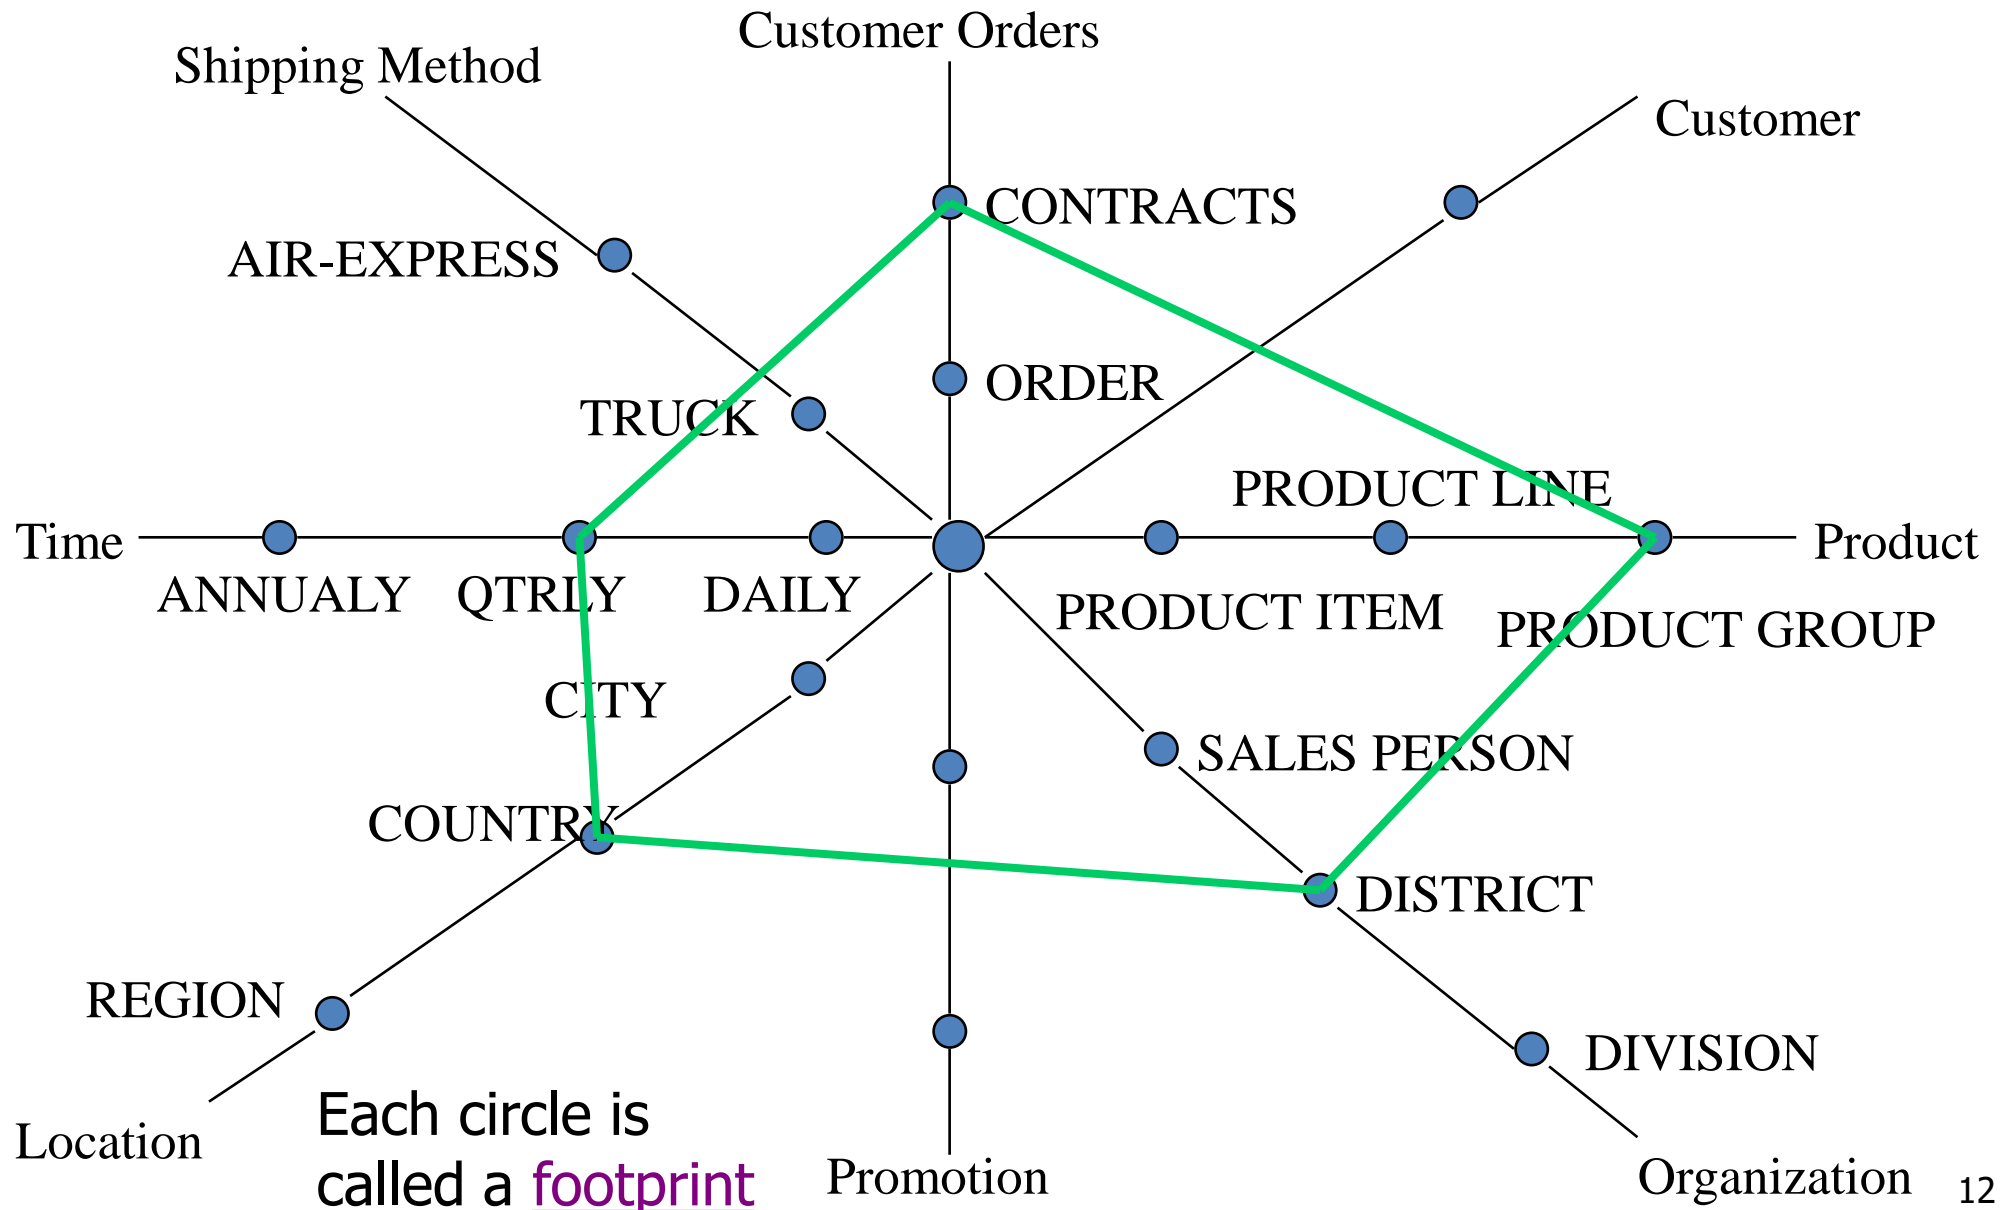 Customer Orders
Shipping Method
Customer
CONTRACTS
AIR-EXPRESS
ORDER
TRUCK
PRODUCT LINE
Time
Product
ANNUALY
QTRLY
DAILY
PRODUCT ITEM
PRODUCT GROUP
CITY
SALES PERSON
COUNTRY
DISTRICT
REGION
DIVISION
Each circle is
called a footprint
Location
Promotion
Organization
12